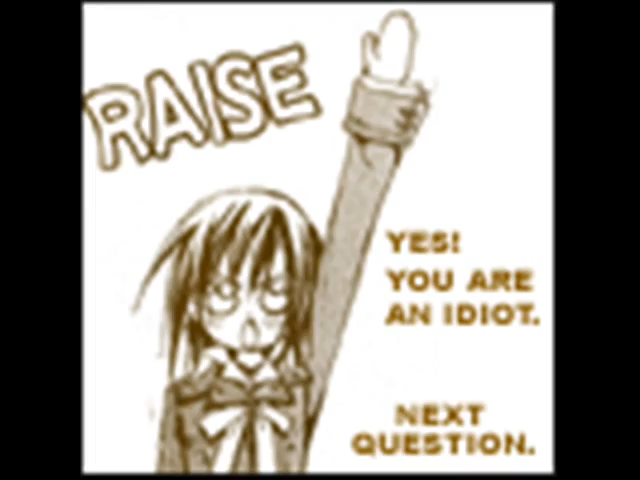 RAISE
YES!
YOU ARE
AN IDIOT.
NEXT
QUESTION.